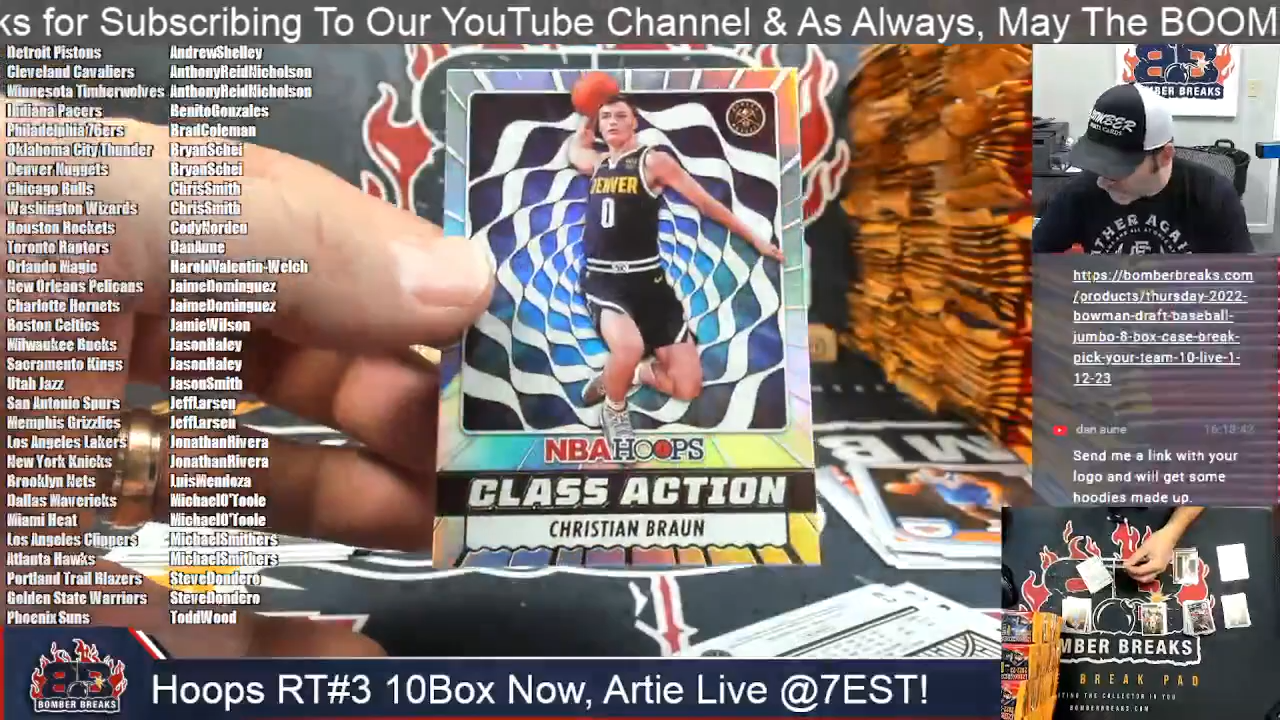 ks for Subscribing To Our YouTube Channel & As Always, May The BOOM
Detroit Pistons AndrewShelley
Cleveland Cavaliers AnthonyReidNicholson
Minnesota Timberwolves AnthonyReidNicholson
Indiana Pacers BenitoGonzales
Philadelphia 76ers BradColeman
Oklahoma City Thunder BryanSchei
Denver Nuggets BryanSchei
Chicago Bulls ChrisSmith
Washington Wizards ChrisSmith
Houston Rockets CodyNorden
Toronto Raptors DanAune
Orlando Magic HaroldValentin-Welch
New Orleans Pelicans JaimeDominguez
Charlotte Hornets JaimeDominguez
Boston Celtics JamieWilson
Milwaukee Bucks JasonHaley
Sacramento Kings JasonHaley
Utah Jazz JasonSmith
San Antonio Spurs JeffLarsen
Memphis Grizzlies JeffLarsen
Los Angeles Lakers JonathanRivera
New York Knicks JonathanRivera
Brooklyn Nets LuisMendoza
Dallas Mavericks MichaelO'Toole
Miami Heat MichaelO'Toole
Los Angeles Clippers MichaelSmithers
Atlanta Hawks MichaelSmithers
Portland Trail Blazers SteveDondero
Golden State Warriors SteveDondero
Phoenix Suns ToddWood
DENVER
0
NBA HOOPS
CLASS ACTION
CHRISTIAN BRAUN
BOMBER BREAKS
BOMBER
https://bomberbreaks.com
/products/thursday-2022-
bowman-draft-baseball-
jumbo-8-box-case-break-
pick-your-team-10-live-1-
12-23
dan aune 16:18:42
Send me a link with your
logo and will get some
hoodies made up.
MBER BREAKS
BREAK PAD
BOMBERBREAKS.COM
BOMBER BREAKS
Hoops RT#3 10Box Now, Artie Live @7EST!